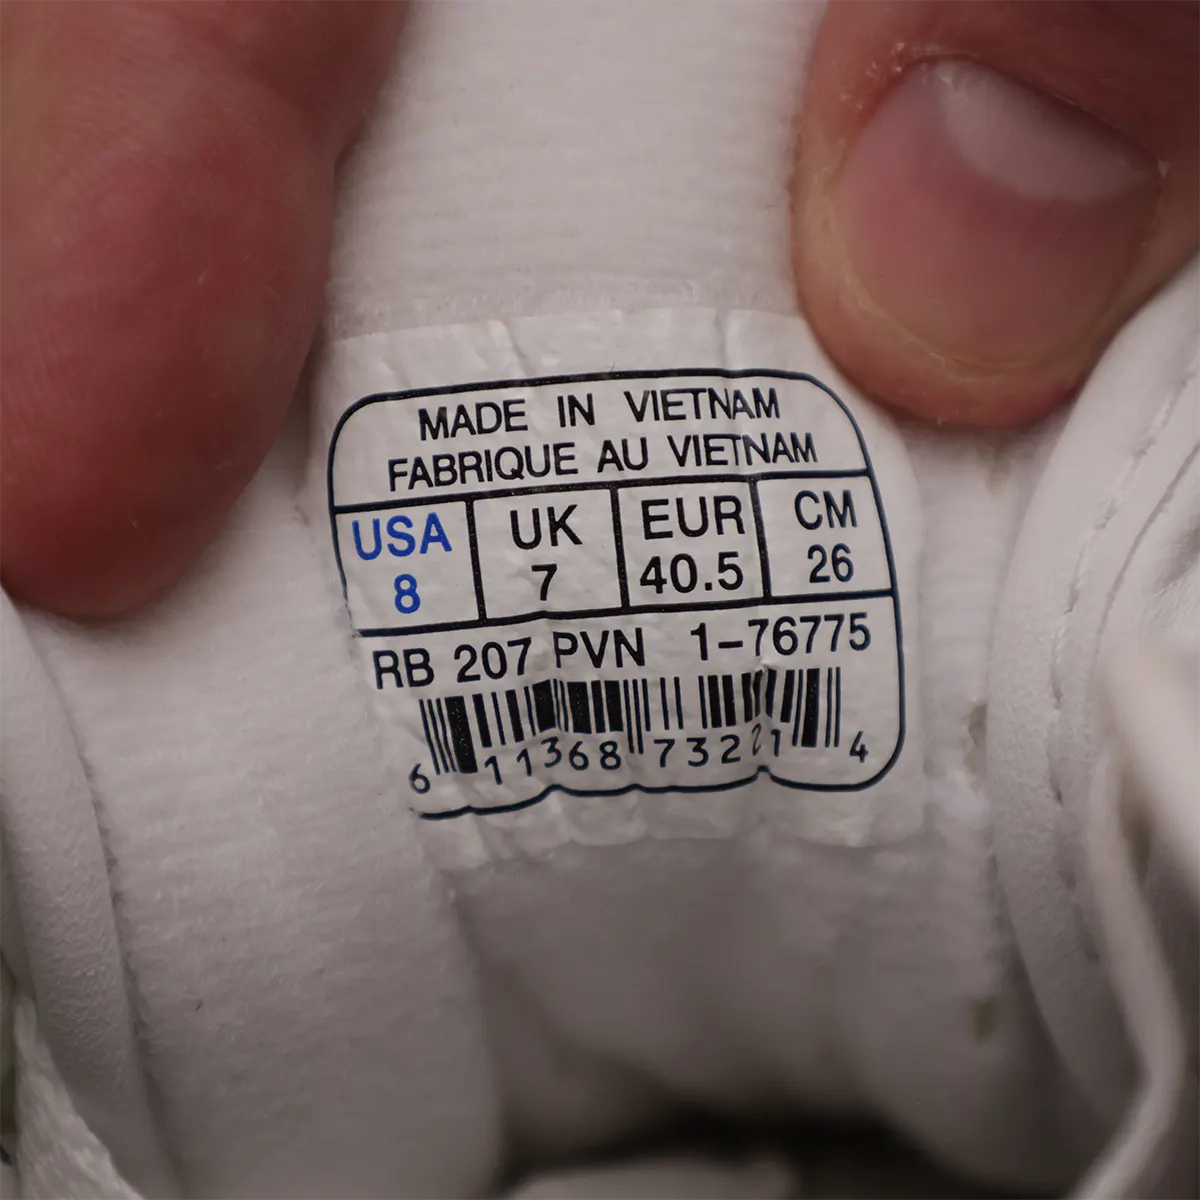 MADE IN VIETNAM
FABRIQUE AU VIETNAM
USA UK EUR CM
8 7 40.5 26
RB 207 PVN 1-76775
6 11368 73221 4